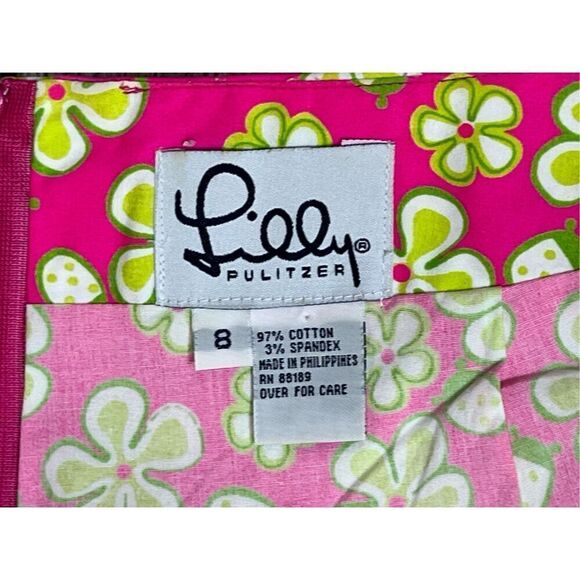 Lilly®
PULITZER
8
97% COTTON
3% SPANDEX
MADE IN PHILIPPINES
RN 88189
OVER FOR CARE